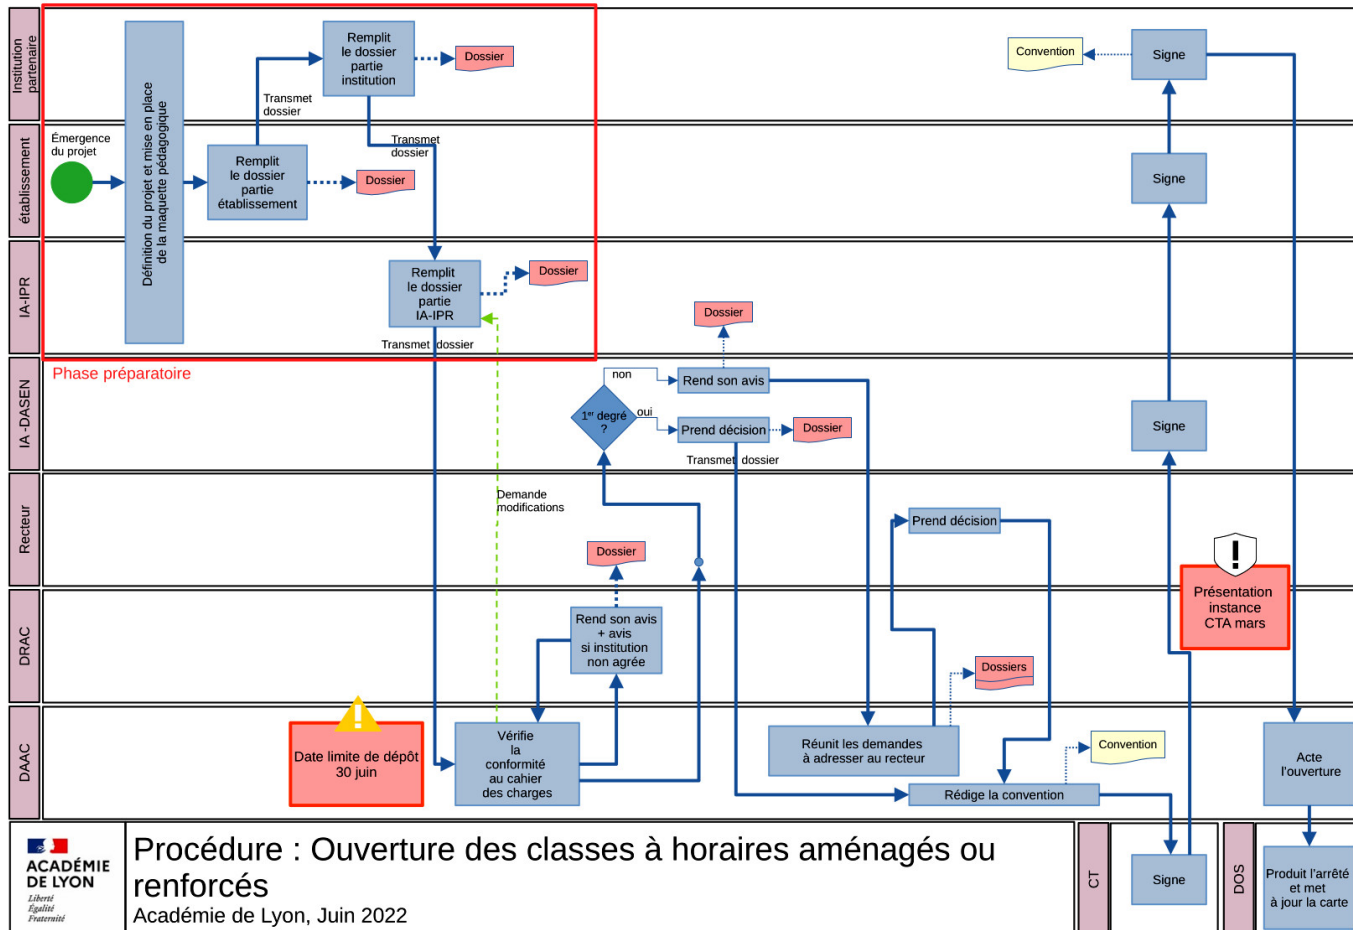 Institution
partenaire
Remplit
le dossier
partie
institution
Dossier
Transmet
dossier
Convention
Signe
établissement
Émergence
du projet
Définition du projet et mise en place
de la maquette pédagogique
Remplit
le dossier
partie
établissement
Dossier
Transmet
dossier
Signe
IA-IPR
Remplit
le dossier
partie
IA-IPR
Dossier
Transmet dossier
Dossier
Phase préparatoire
IA -DASEN
1er degré
?
non
oui
Rend son avis
Prend décision
Dossier
Transmet dossier
Signe
Recteur
Demande
modifications
Dossier
Prend décision
Présentation
instance
CTA mars
DRAC
Rend son avis
+ avis
si institution
non agrée
Dossiers
DAAC
Date limite de dépôt
30 juin
Vérifie
la
conformité
au cahier
des charges
Réunit les demandes
à adresser au recteur
Convention
Rédige la convention
Acte
l'ouverture
ACADÉMIE
DE LYON
Liberté
Égalité
Fraternité
Procédure : Ouverture des classes à horaires aménagés ou
renforcés
Académie de Lyon, Juin 2022
CT
Signe
DOS
Produit l'arrêté
et met
à jour la carte